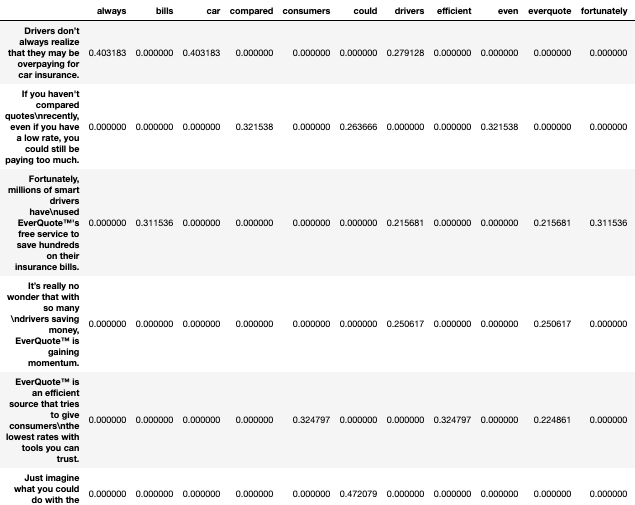 always bills car compared consumers could drivers efficient even everquote fortunately
Drivers don't
always realize
that they may be
overpaying for
car insurance.
0.403183 0.000000 0.403183 0.000000 0.000000 0.000000 0.279128 0.000000 0.000000 0.000000 0.000000
If you haven't
compared
quotes\nrecently,
even if you have
a low rate, you
could still be
paying too much.
0.000000 0.000000 0.000000 0.321538 0.000000 0.263666 0.000000 0.000000 0.321538 0.000000 0.000000
Fortunately,
millions of smart
drivers
have\nused
EverQuote™'s
free service to
save hundreds
on their
insurance bills.
0.000000 0.311536 0.000000 0.000000 0.000000 0.000000 0.215681 0.000000 0.000000 0.215681 0.311536
It's really no
wonder that with
so many
\ndrivers saving
money,
EverQuote™ is
gaining
momentum.
0.000000 0.000000 0.000000 0.000000 0.000000 0.000000 0.250617 0.000000 0.000000 0.250617 0.000000
EverQuote™ is
an efficient
source that tries
to give
consumers\nthe
lowest rates with
tools you can
trust.
0.000000 0.000000 0.000000 0.000000 0.324797 0.000000 0.000000 0.324797 0.000000 0.224861 0.000000
Just imagine
what you could
do with the
0.000000 0.000000 0.000000 0.000000 0.000000 0.472079 0.000000 0.000000 0.000000 0.000000 0.000000